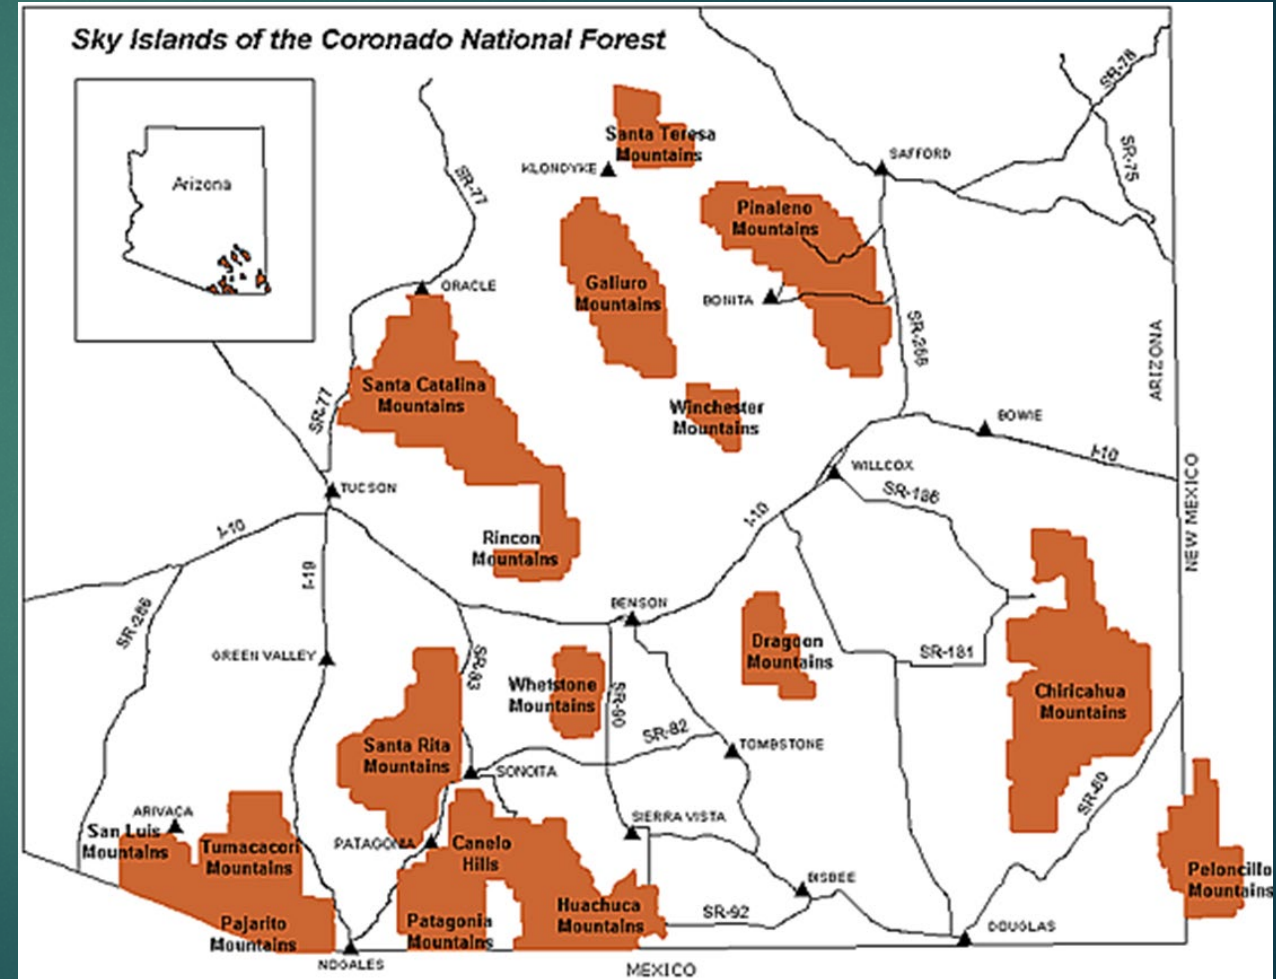 Sky Islands of the Coronado National Forest
Arizona
SR-78
SR-75
SR-77
Santa Teresa
Mountains
KLONDYKE
SAFFORD
Pinaleno
Mountains
ORACLE
Galluro
Mountains
BONITA
SR-266
ARIZONA
NEW MEXICO
SR-77
Santa Catalina
Mountains
Winchester
Mountains
BOWIE
I-10
WILLCOX
SR-186
TUCSON
I-10
I-10
Rincon
Mountains
I-19
SR-286
BENSON
GREEN VALLEY
SR-83
Whetstone
Mountains
SR-90
Dragoon
Mountains
SR-181
Chiricahua
Mountains
SR-82
TOMBSTONE
Santa Rita
Mountains
SONOITA
SR-80
ARIVACA
San Luis
Mountains
Tumacacori
Mountains
PATAGONIA
Canelo
Hills
SIERRA VISTA
Peloncillo
Mountains
BISBEE
Pajarito
Mountains
Patagonia
Mountains
Huachuca
Mountains
SR-92
DOUGLAS
NOGALES
MEXICO